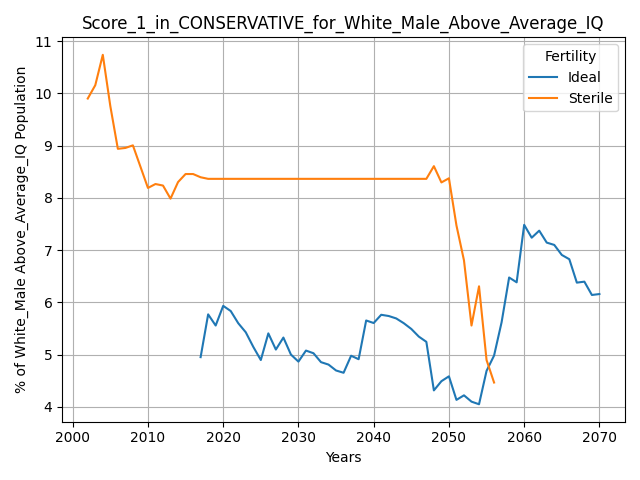 Score_1_in_CONSERVATIVE_for_White_Male_Above_Average_IQ
% of White_Male Above_Average_IQ Population
11
10
9
8
7
6
5
4
Fertility
Ideal
Sterile
2000 2010 2020 2030 2040 2050 2060 2070
Years